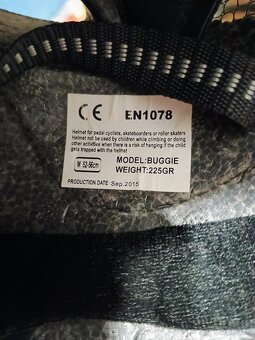 CE EN1078
Helmet for pedal cyclists, skateboarders or roller skaters
Helmet not be used by children while climbing or doing
other activities when there is a risk of hanging if the child
gets trapped with the helmet
M 52-56cm
MODEL:BUGGIE
WEIGHT:225GR
PRODUCTION DATE: Sep.2015